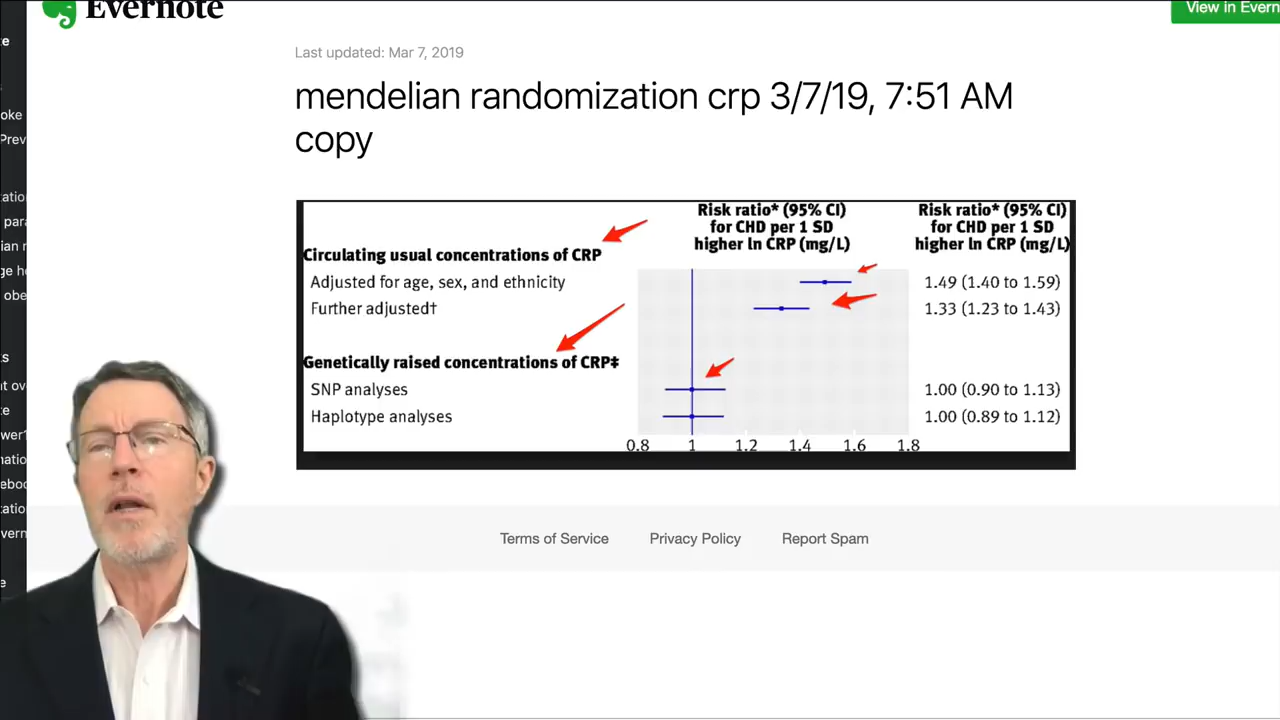 Evernote
View in Evern
Last updated: Mar 7, 2019
mendelian randomization crp 3/7/19, 7:51 AM
copy
Risk ratio* (95% CI)
for CHD per 1 SD
higher ln CRP (mg/L)
Risk ratio* (95% CI)
for CHD per 1 SD
higher ln CRP (mg/L)
Circulating usual concentrations of CRP
Adjusted for age, sex, and ethnicity 1.49 (1.40 to 1.59)
Further adjusted† 1.33 (1.23 to 1.43)
Genetically raised concentrations of CRP‡
SNP analyses 1.00 (0.90 to 1.13)
Haplotype analyses 1.00 (0.89 to 1.12)
0.8 1 1.2 1.4 1.6 1.8
Terms of Service Privacy Policy Report Spam